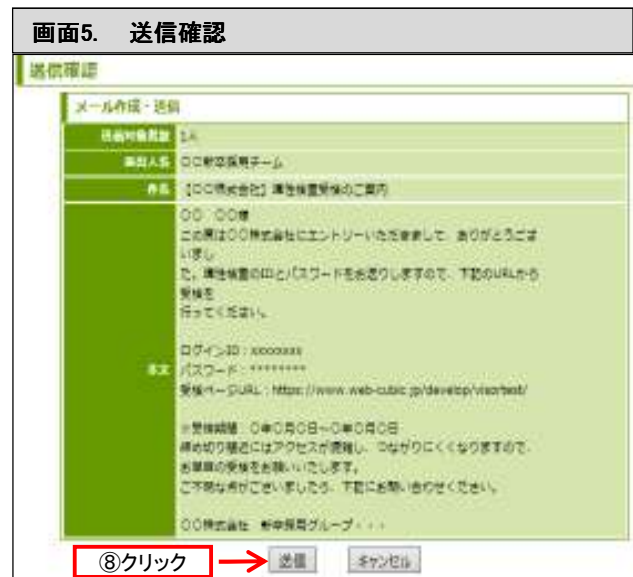 画面5. 送信確認
送信確認
メール作成・送信
送信対象者数 1人
差出人名 〇〇新卒採用チーム
件名 【〇〇株式会社】適性検査受検のご案内
〇〇 〇〇様
この度は〇〇株式会社にエントリーいただきまして、ありがとうござ
いまし
た。適性検査のIDとパスワードをお送りしますので、下記のURLから
受検を
行ってください。
ログインID：xxxxxxxx
本文
パスワード：********
受検ページURL：https://www.web-cubic.jp/develop/visortest/
※受検期間 〇年〇月〇日～〇年〇月〇日
締め切り間近にはアクセスが混雑し、つながりにくくなりますので、
お早目の受検をお願いいたします。
ご不明な点がございましたら、下記にお問い合わせください。
〇〇株式会社 新卒採用グループ・・・
⑧クリック
送信
キャンセル